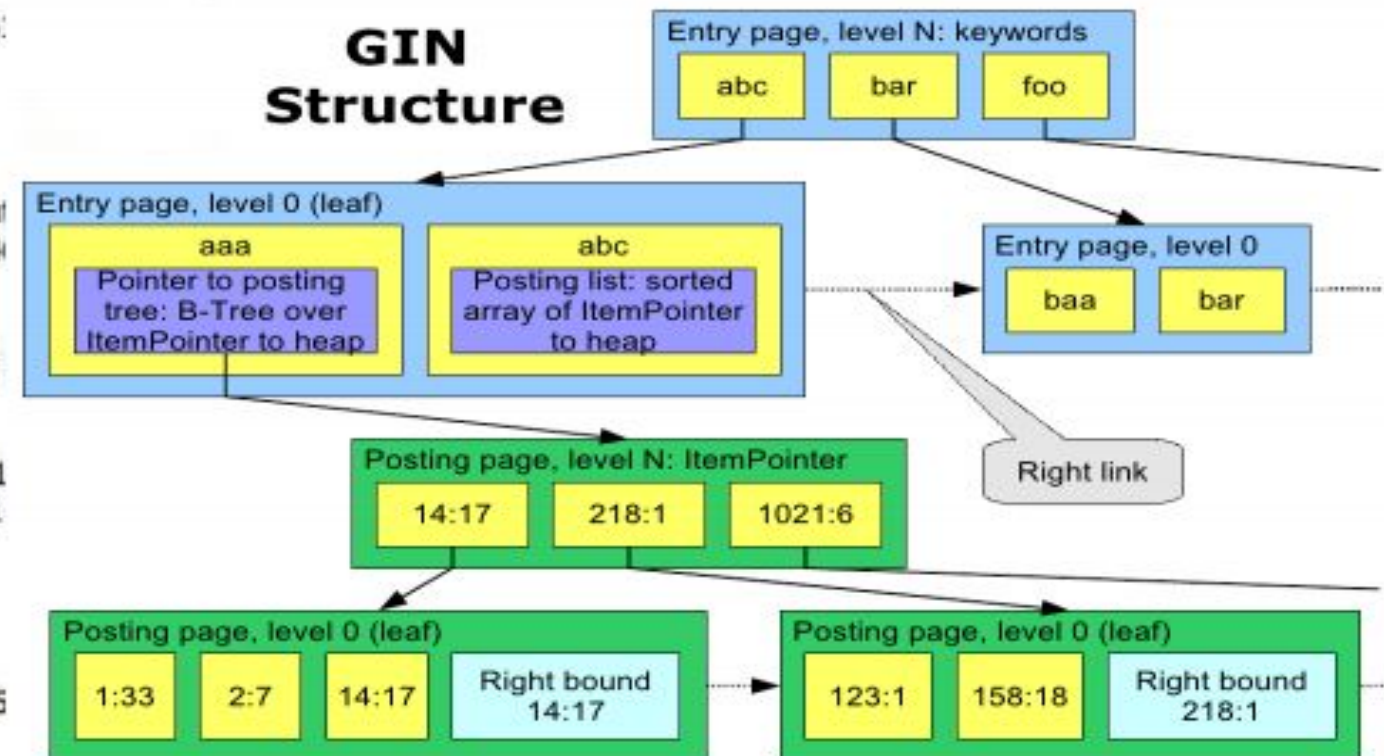 GIN
Structure
Entry page, level N: keywords
abc bar foo
Entry page, level 0 (leaf)
aaa
Pointer to posting
tree: B-Tree over
ItemPointer to heap
abc
Posting list: sorted
array of ItemPointer
to heap
Entry page, level 0
baa bar
Right link
Posting page, level N: ItemPointer
14:17 218:1 1021:6
Posting page, level 0 (leaf)
1:33 2:7 14:17
Right bound
14:17
Posting page, level 0 (leaf)
123:1 158:18
Right bound
218:1